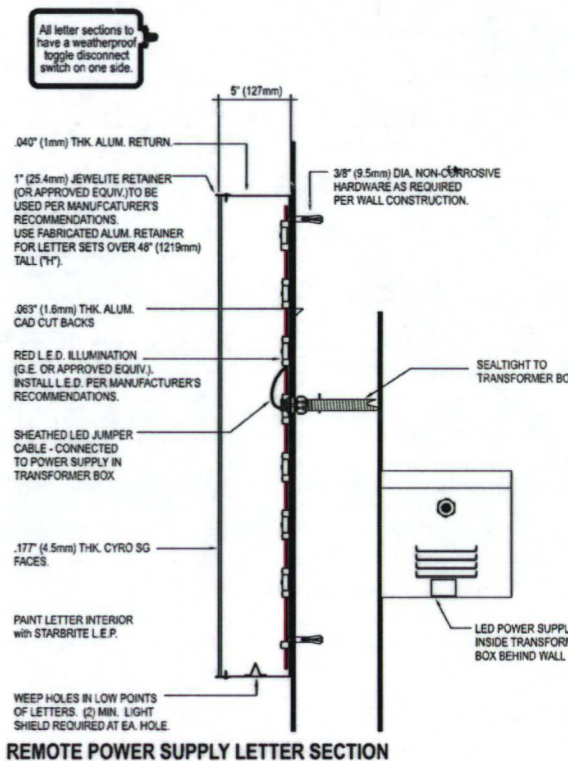 All letter sections to
have a weatherproof
toggle disconnect
switch on one side.
5" (127mm)
.040" (1mm) THK. ALUM. RETURN.
1" (25.4mm) JEWELITE RETAINER
(OR APPROVED EQUIV.)TO BE
USED PER MANUFCATURER'S
RECOMMENDATIONS.
USE FABRICATED ALUM. RETAINER
FOR LETTER SETS OVER 48" (1219mm)
TALL ("H").
3/8" (9.5mm) DIA. NON-CORROSIVE
HARDWARE AS REQUIRED
PER WALL CONSTRUCTION.
.063" (1.6mm) THK. ALUM.
CAD CUT BACKS
RED L.E.D. ILLUMINATION
(G.E. OR APPROVED EQUIV.).
INSTALL L.E.D. PER MANUFACTURER'S
RECOMMENDATIONS.
SEALTIGHT TO
TRANSFORMER BO
SHEATHED LED JUMPER
CABLE - CONNECTED
TO POWER SUPPLY IN
TRANSFORMER BOX
.177" (4.5mm) THK. CYRO SG
FACES.
PAINT LETTER INTERIOR
with STARBRITE L.E.P.
LED POWER SUPPL
INSIDE TRANSFORM
BOX BEHIND WALL
WEEP HOLES IN LOW POINTS
OF LETTERS. (2) MIN. LIGHT
SHIELD REQUIRED AT EA. HOLE.
REMOTE POWER SUPPLY LETTER SECTION